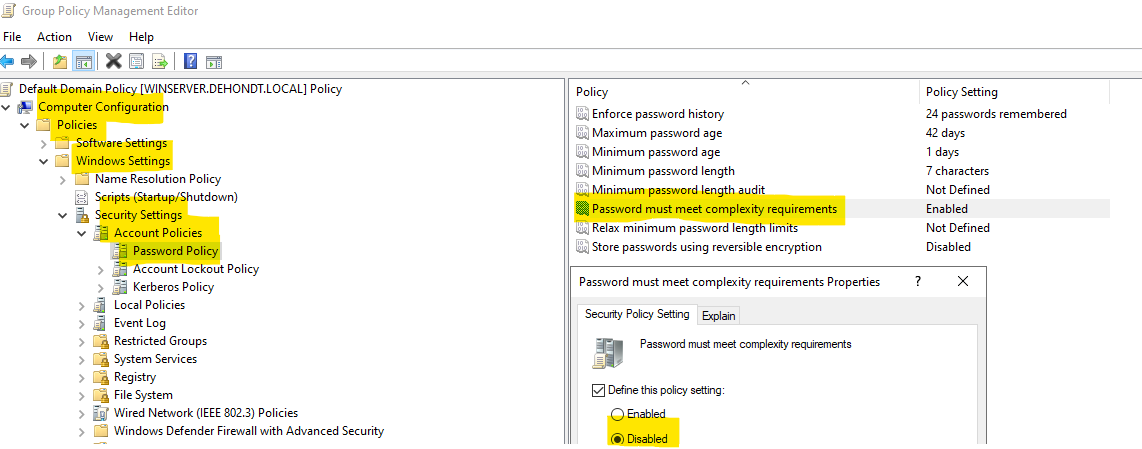 Group Policy Management Editor
File Action View Help
Default Domain Policy [WINSERVER.DEHONDT.LOCAL] Policy
Computer Configuration
Policies
Software Settings
Windows Settings
Name Resolution Policy
Scripts (Startup/Shutdown)
Security Settings
Account Policies
Password Policy
Account Lockout Policy
Kerberos Policy
Local Policies
Event Log
Restricted Groups
System Services
Registry
File System
Wired Network (IEEE 802.3) Policies
Windows Defender Firewall with Advanced Security
Policy Policy Setting
Enforce password history 24 passwords remembered
Maximum password age 42 days
Minimum password age 1 days
Minimum password length 7 characters
Minimum password length audit Not Defined
Password must meet complexity requirements Enabled
Relax minimum password length limits Not Defined
Store passwords using reversible encryption Disabled
Password must meet complexity requirements Properties ?
Security Policy Setting Explain
Password must meet complexity requirements
Define this policy setting:
Enabled
Disabled